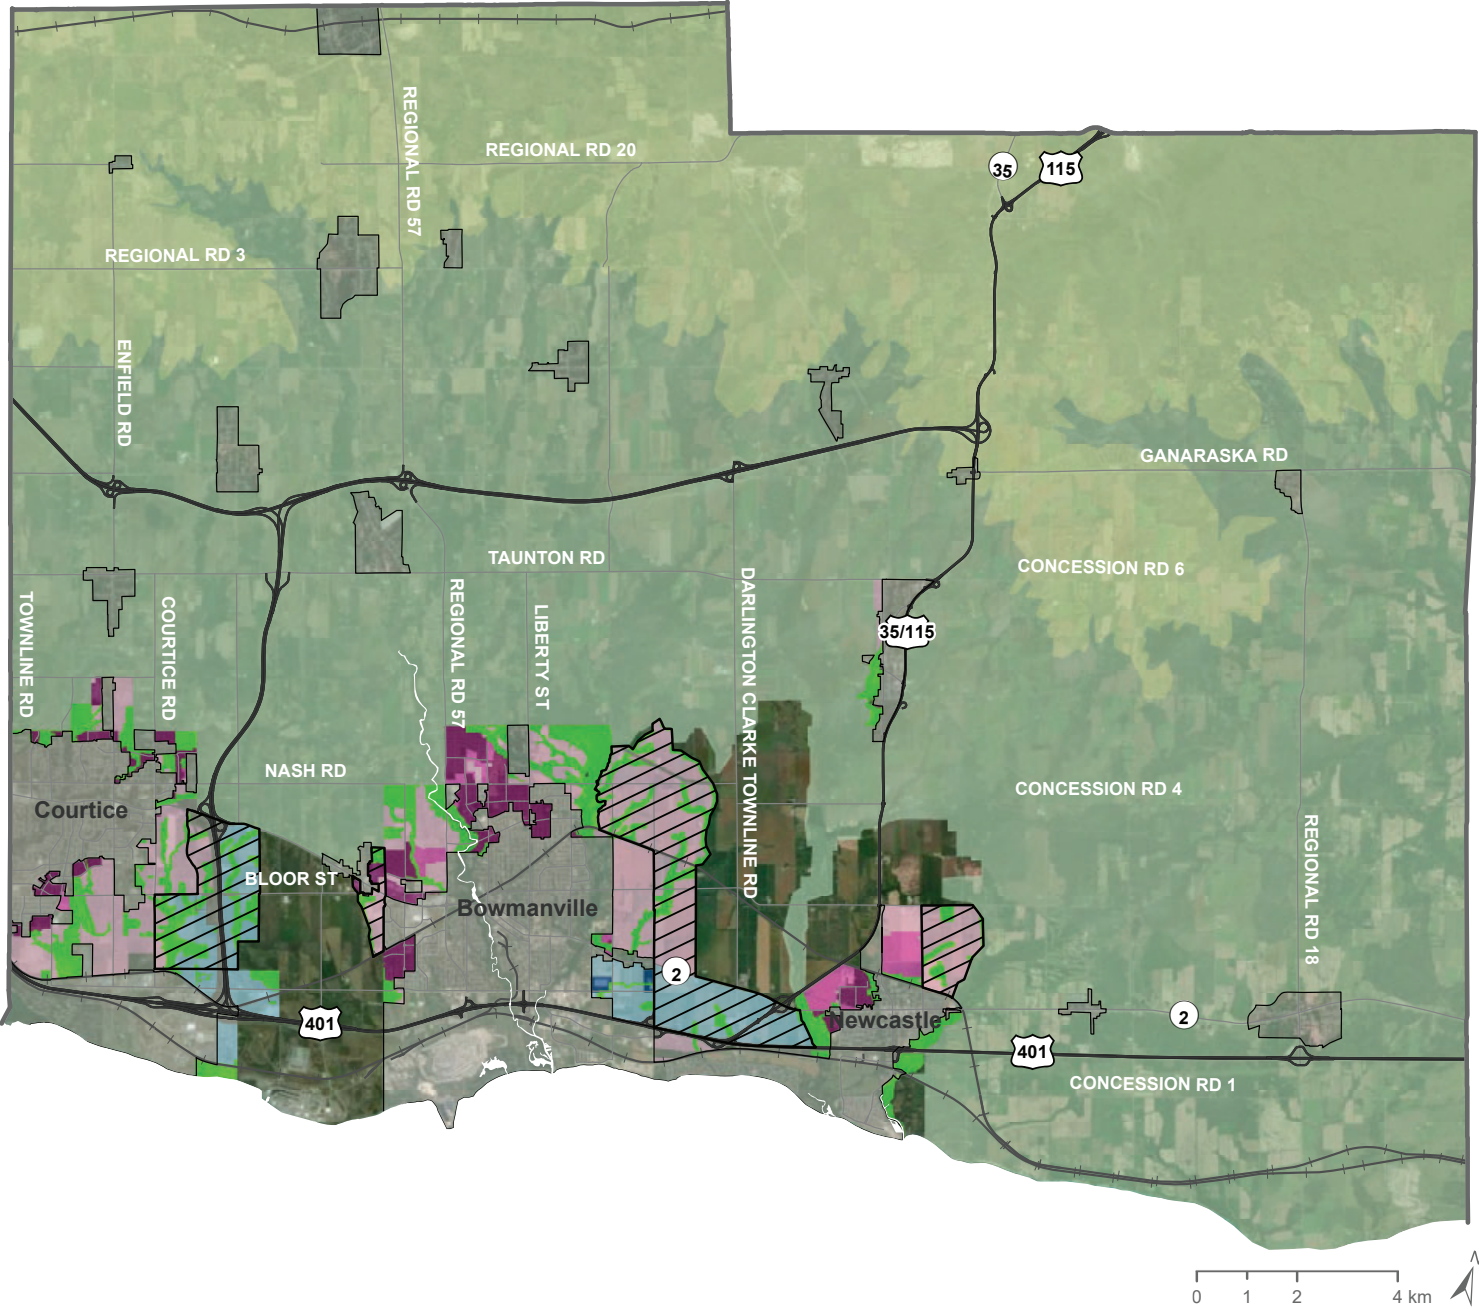 REGIONAL RD 57
REGIONAL RD 20
35
115
REGIONAL RD 3
ENFIELD RD
GANARASKA RD
TAUNTON RD
CONCESSION RD 6
TOWNLINE RD
COURTICE RD
REGIONAL RD 57
LIBERTY ST
DARLINGTON CLARKE TOWNLINE RD
35/115
NASH RD
CONCESSION RD 4
Courtice
BLOOR ST
Bowmanville
REGIONAL RD 18
2
401
Newcastle
2
401
CONCESSION RD 1
0 1 2 4 km